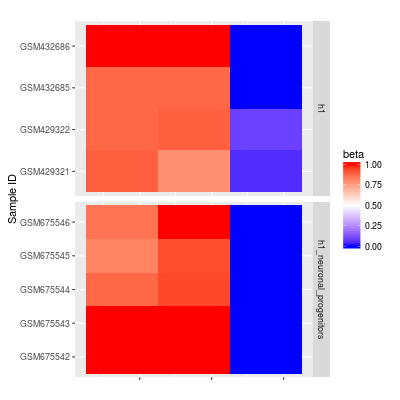 GSM432686
GSM432685
GSM429322
GSM429321
h1
GSM675546
GSM675545
GSM675544
GSM675543
GSM675542
h1_neuronal_progenitors
Sample ID
beta
1.00
0.75
0.50
0.25
0.00